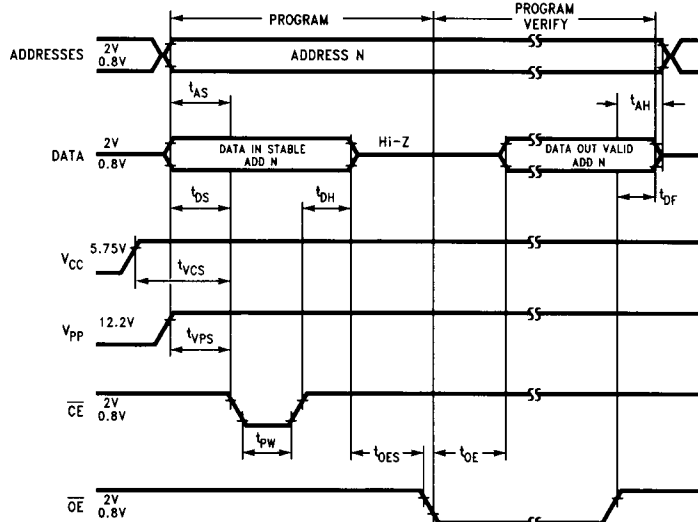 PROGRAM
PROGRAM
VERIFY
ADDRESSES
2V
0.8V
ADDRESS N
tAS
tAH
DATA
2V
0.8V
DATA IN STABLE
ADD N
Hi-Z
DATA OUT VALID
ADD N
tDS
tDH
tDF
VCC
5.75V
tVCS
VPP
12.2V
tVPS
CE
2V
0.8V
tPW
tOES
tOE
OE
2V
0.8V